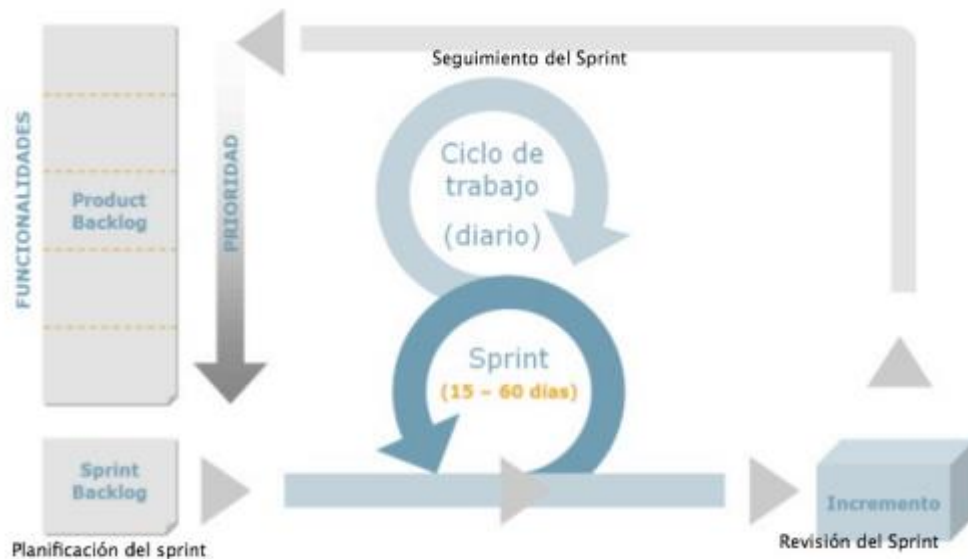 Seguimiento del Sprint
FUNCIONALIDADES
Product
Backlog
PRIORIDAD
Ciclo de
trabajo
(diario)
Sprint
(15 – 60 días)
Sprint
Backlog
Planificación del sprint
Incremento
Revisión del Sprint